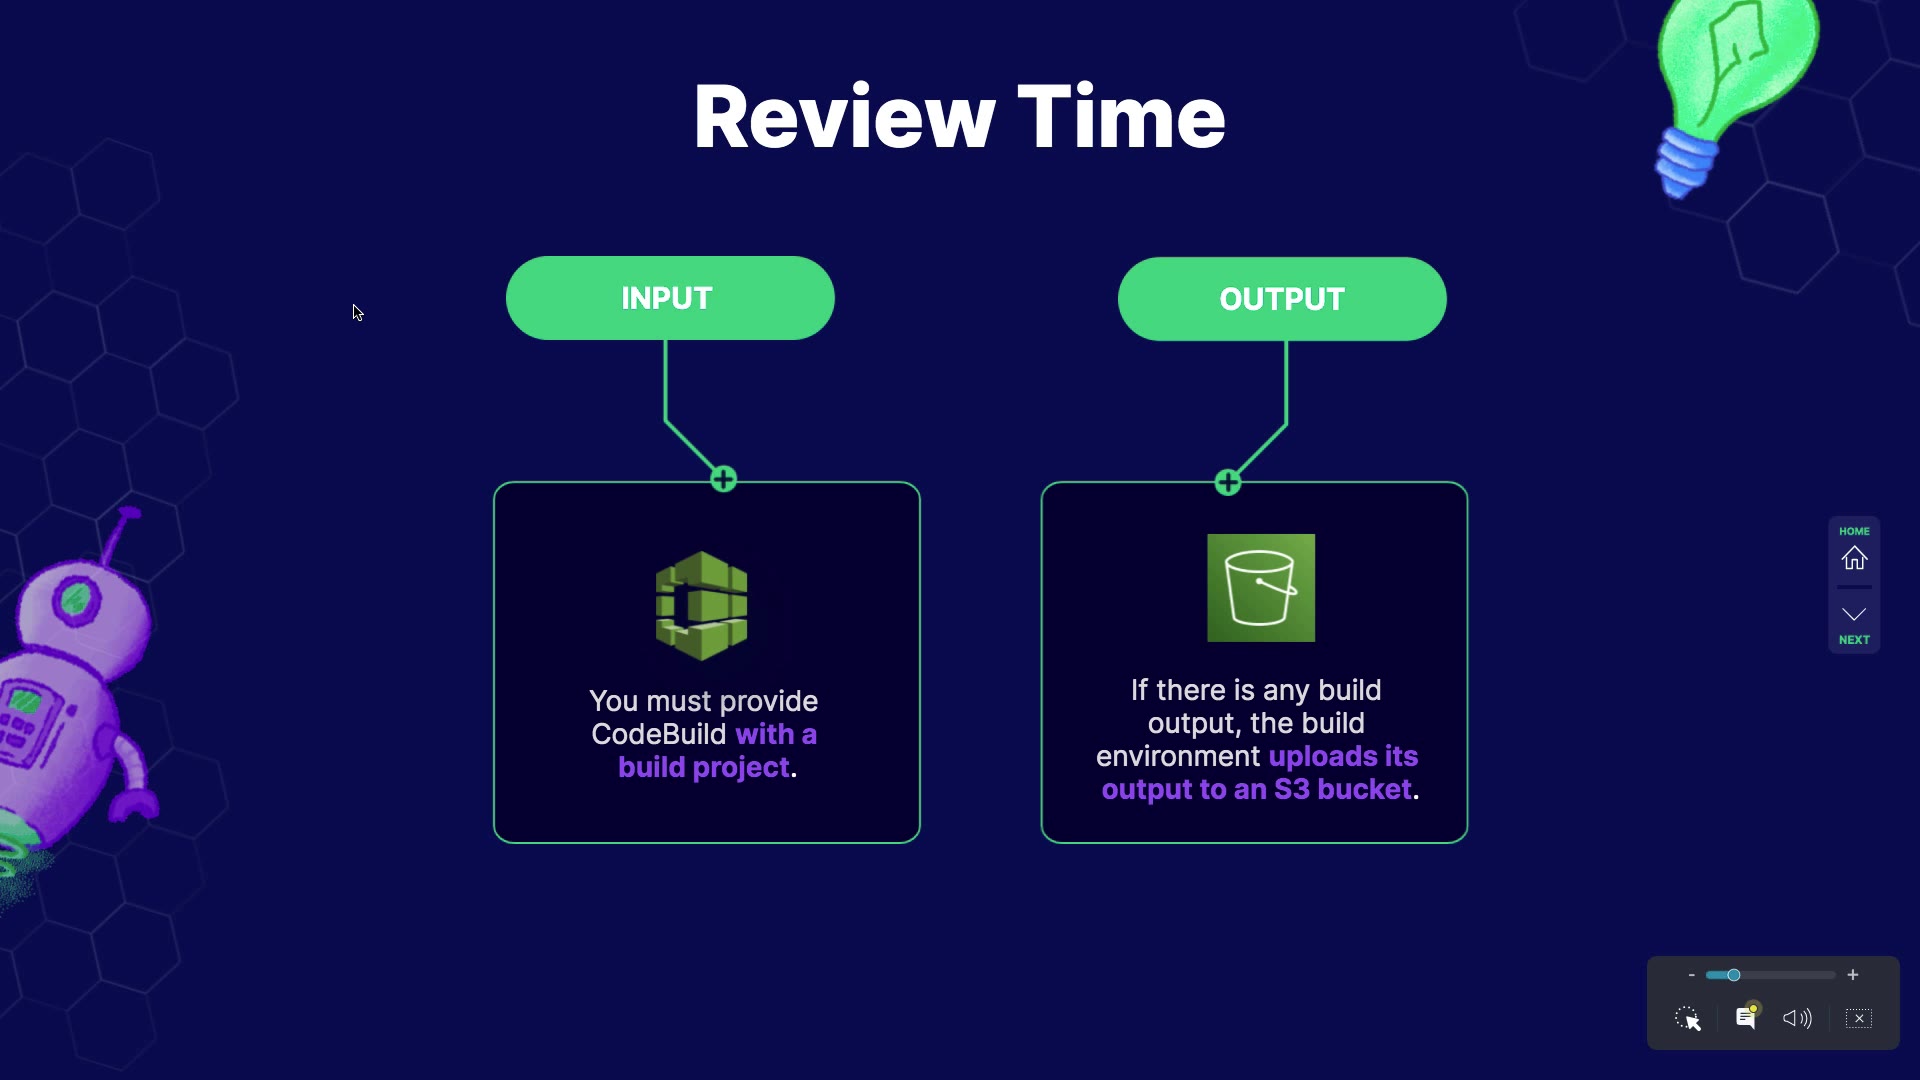 Review Time
INPUT
OUTPUT
You must provide
CodeBuild with a
build project.
If there is any build
output, the build
environment uploads its
output to an S3 bucket.
HOME
NEXT
- +